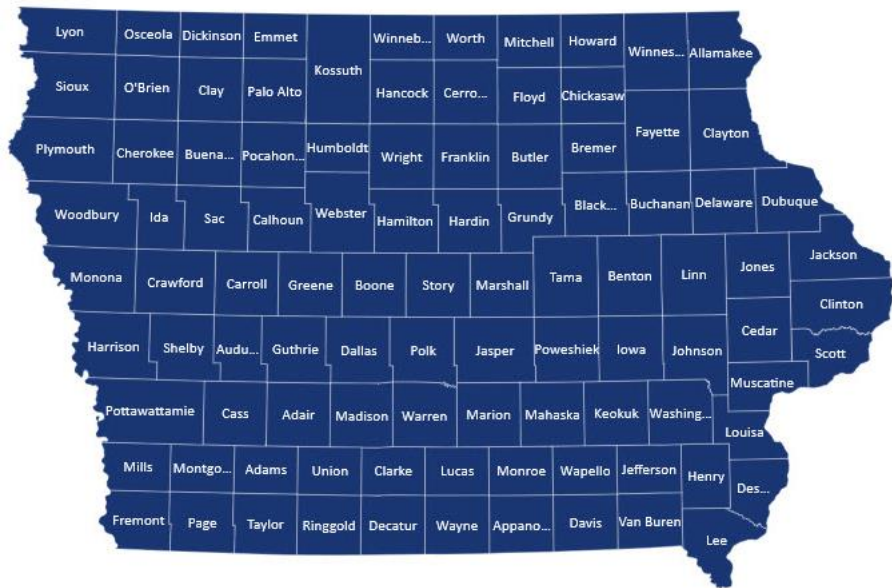 Lyon Osceola Dickinson Emmet Winneb... Worth Mitchell Howard Winnes... Allamakee
Kossuth
Sioux O'Brien Clay Palo Alto Hancock Cerro... Floyd Chickasaw
Fayette Clayton
Plymouth Cherokee Buena... Pocahon... Humboldt Wright Franklin Butler Bremer
Woodbury Ida Sac Calhoun Webster Hamilton Hardin Grundy Black... Buchanan Delaware Dubuque
Monona Crawford Carroll Greene Boone Story Marshall Tama Benton Linn Jones Jackson
Clinton
Harrison Shelby Audu... Guthrie Dallas Polk Jasper Poweshiek Iowa Johnson Cedar Scott
Muscatine
Pottawattamie Cass Adair Madison Warren Marion Mahaska Keokuk Washing... Louisa
Mills Montgo... Adams Union Clarke Lucas Monroe Wapello Jefferson Henry Des...
Fremont Page Taylor Ringgold Decatur Wayne Appano... Davis Van Buren Lee